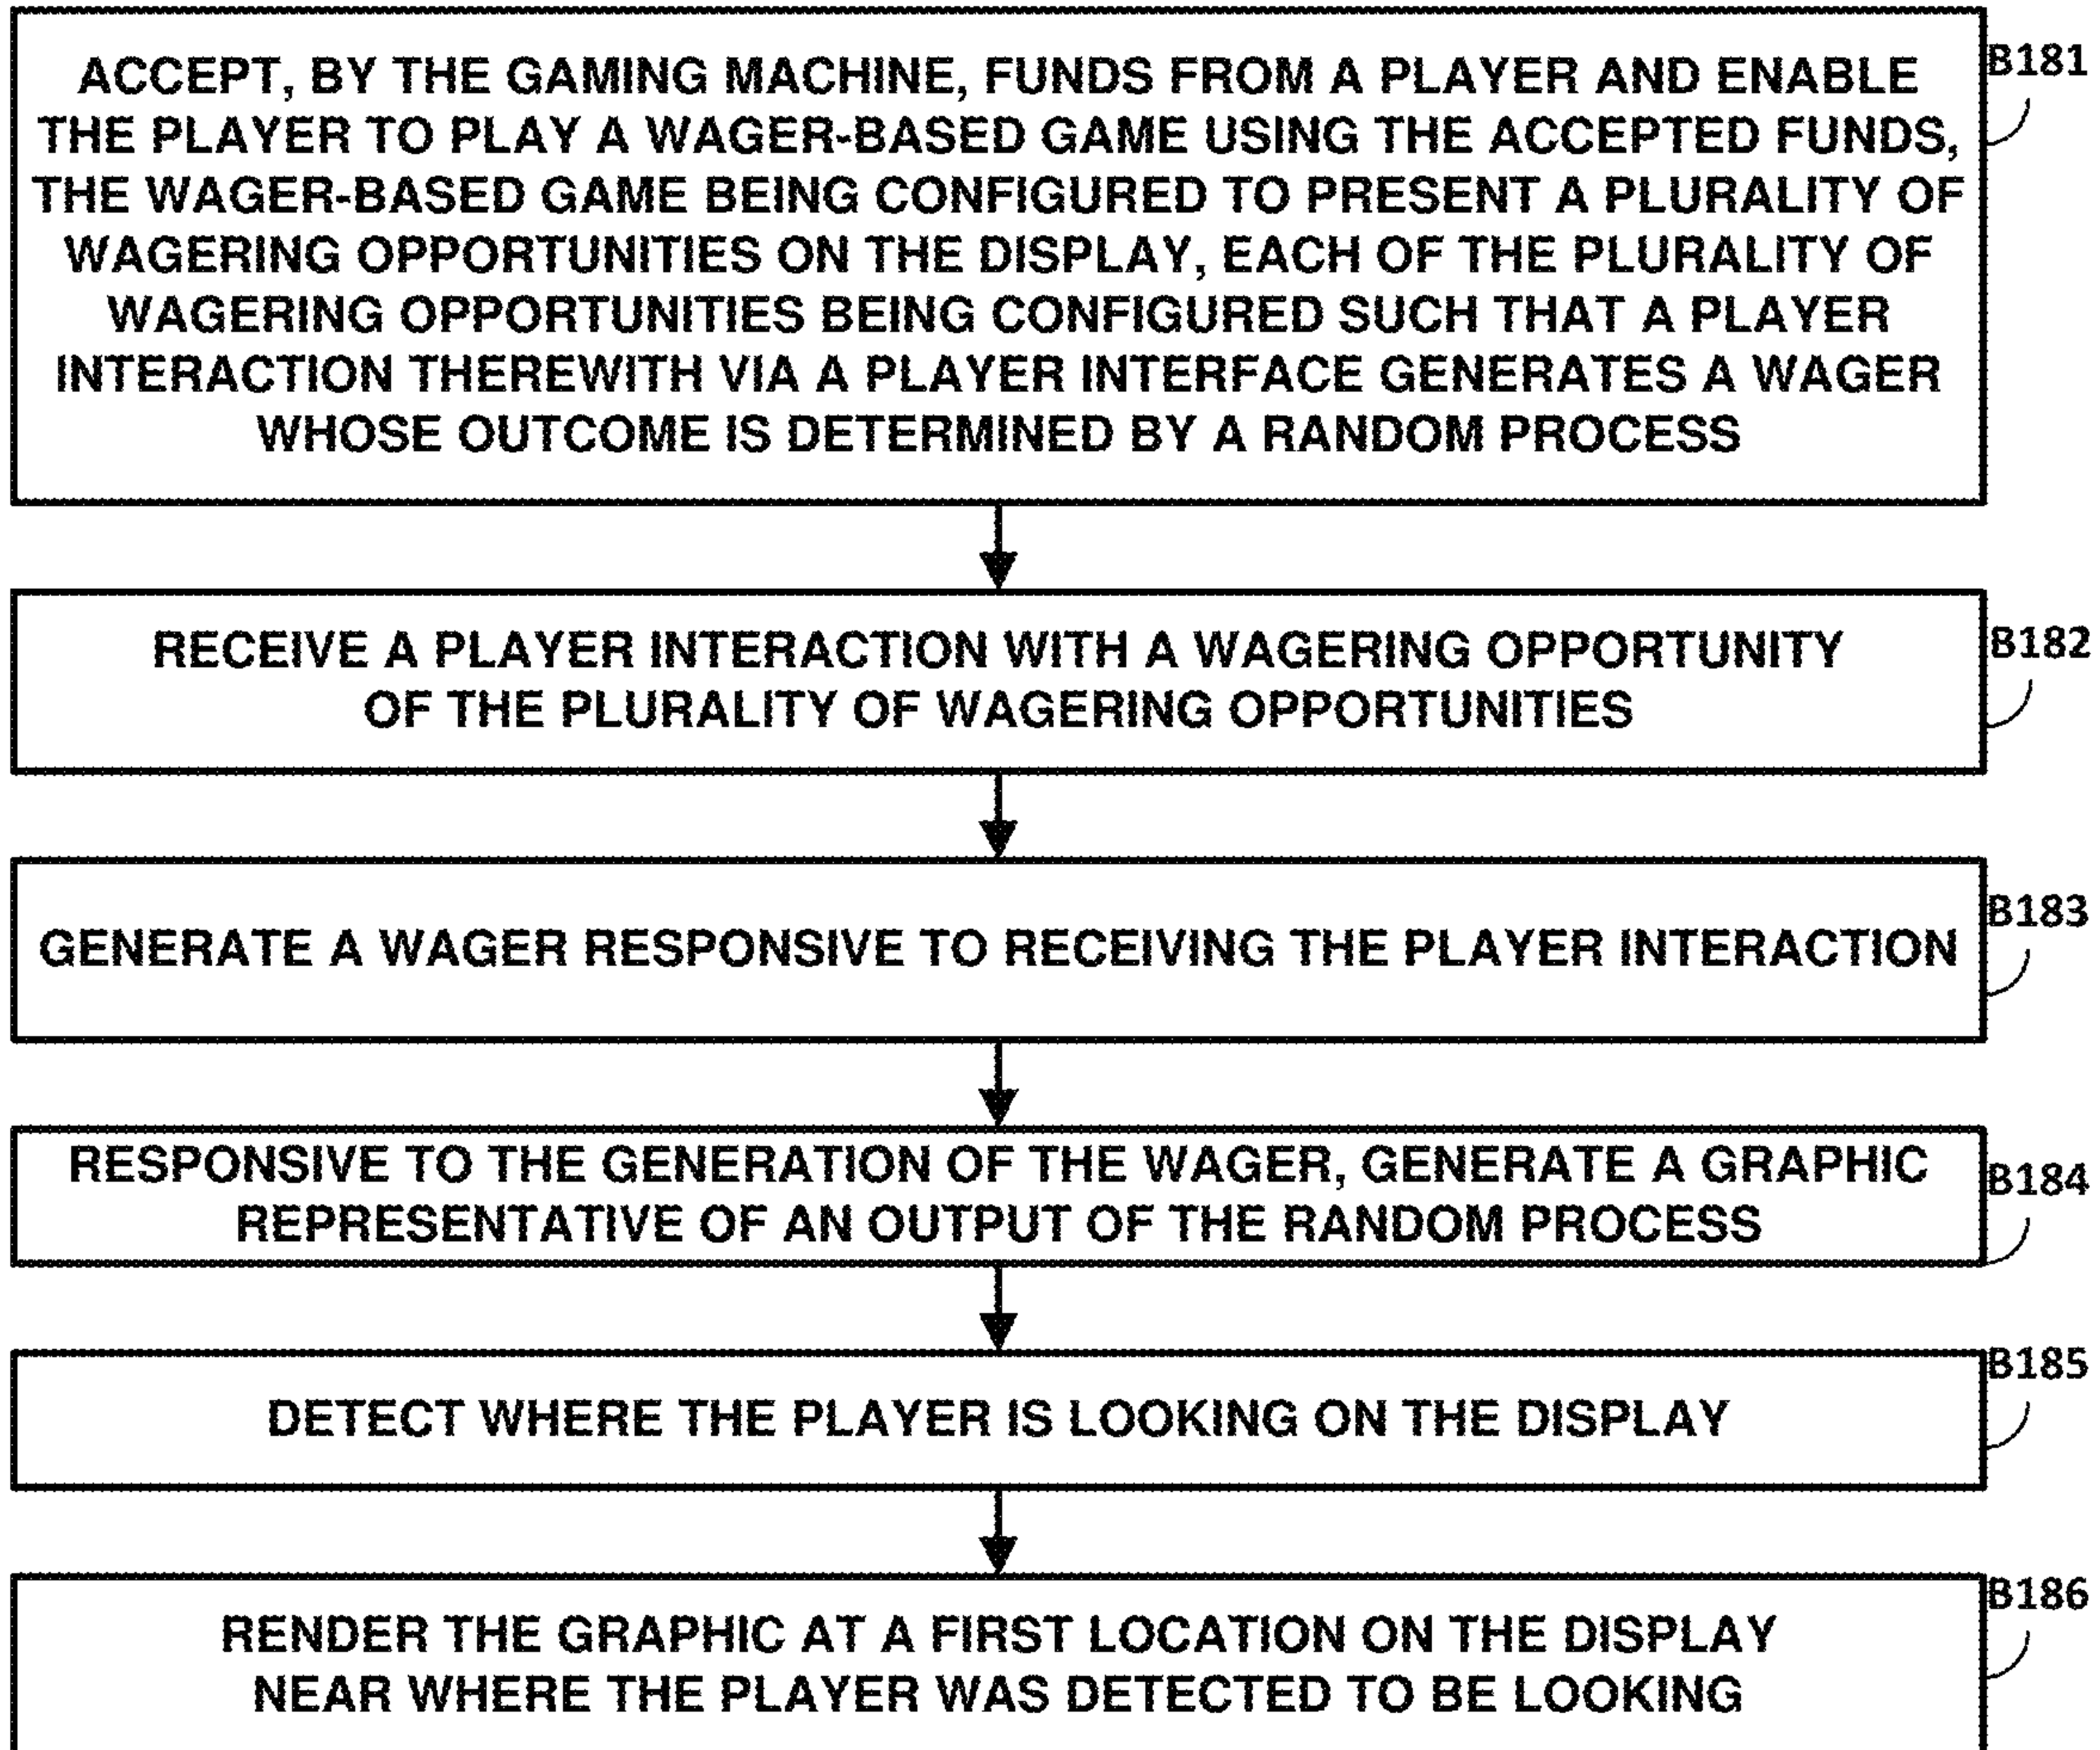 ACCEPT, BY THE GAMING MACHINE, FUNDS FROM A PLAYER AND ENABLE
THE PLAYER TO PLAY A WAGER-BASED GAME USING THE ACCEPTED FUNDS,
THE WAGER-BASED GAME BEING CONFIGURED TO PRESENT A PLURALITY OF
WAGERING OPPORTUNITIES ON THE DISPLAY, EACH OF THE PLURALITY OF
WAGERING OPPORTUNITIES BEING CONFIGURED SUCH THAT A PLAYER
INTERACTION THEREWITH VIA A PLAYER INTERFACE GENERATES A WAGER
WHOSE OUTCOME IS DETERMINED BY A RANDOM PROCESS
B181
RECEIVE A PLAYER INTERACTION WITH A WAGERING OPPORTUNITY
OF THE PLURALITY OF WAGERING OPPORTUNITIES
B182
GENERATE A WAGER RESPONSIVE TO RECEIVING THE PLAYER INTERACTION
B183
RESPONSIVE TO THE GENERATION OF THE WAGER, GENERATE A GRAPHIC
REPRESENTATIVE OF AN OUTPUT OF THE RANDOM PROCESS
B184
DETECT WHERE THE PLAYER IS LOOKING ON THE DISPLAY
B185
RENDER THE GRAPHIC AT A FIRST LOCATION ON THE DISPLAY
NEAR WHERE THE PLAYER WAS DETECTED TO BE LOOKING
B186